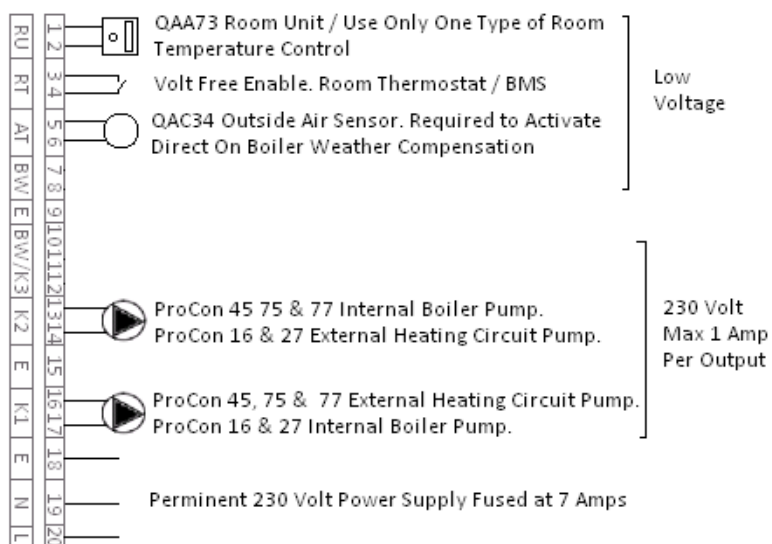 RU
1
2
QAA73 Room Unit / Use Only One Type of Room
Temperature Control
RT
3
4
Volt Free Enable. Room Thermostat / BMS
Low
Voltage
AT
5
6
QAC34 Outside Air Sensor. Required to Activate
Direct On Boiler Weather Compensation
BW
7
8
E
9
BW/K3
10
11
12
K2
13
14
ProCon 45 75 & 77 Internal Boiler Pump.
ProCon 16 & 27 External Heating Circuit Pump.
230 Volt
Max 1 Amp
Per Output
E
15
K1
16
17
ProCon 45, 75 & 77 External Heating Circuit Pump.
ProCon 16 & 27 Internal Boiler Pump.
E
18
N
19
Perminent 230 Volt Power Supply Fused at 7 Amps
L
20